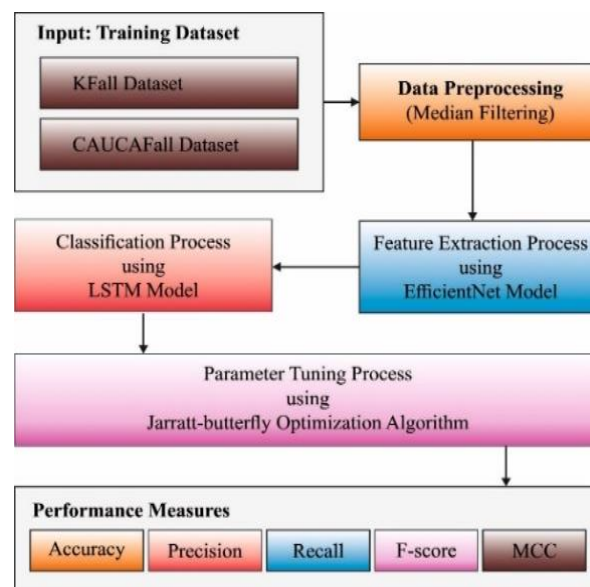 Input: Training Dataset
KFall Dataset
CAUCAFall Dataset
Data Preprocessing
(Median Filtering)
Feature Extraction Process
using
EfficientNet Model
Classification Process
using
LSTM Model
Parameter Tuning Process
using
Jarratt-butterfly Optimization Algorithm
Performance Measures
Accuracy
Precision
Recall
F-score
MCC